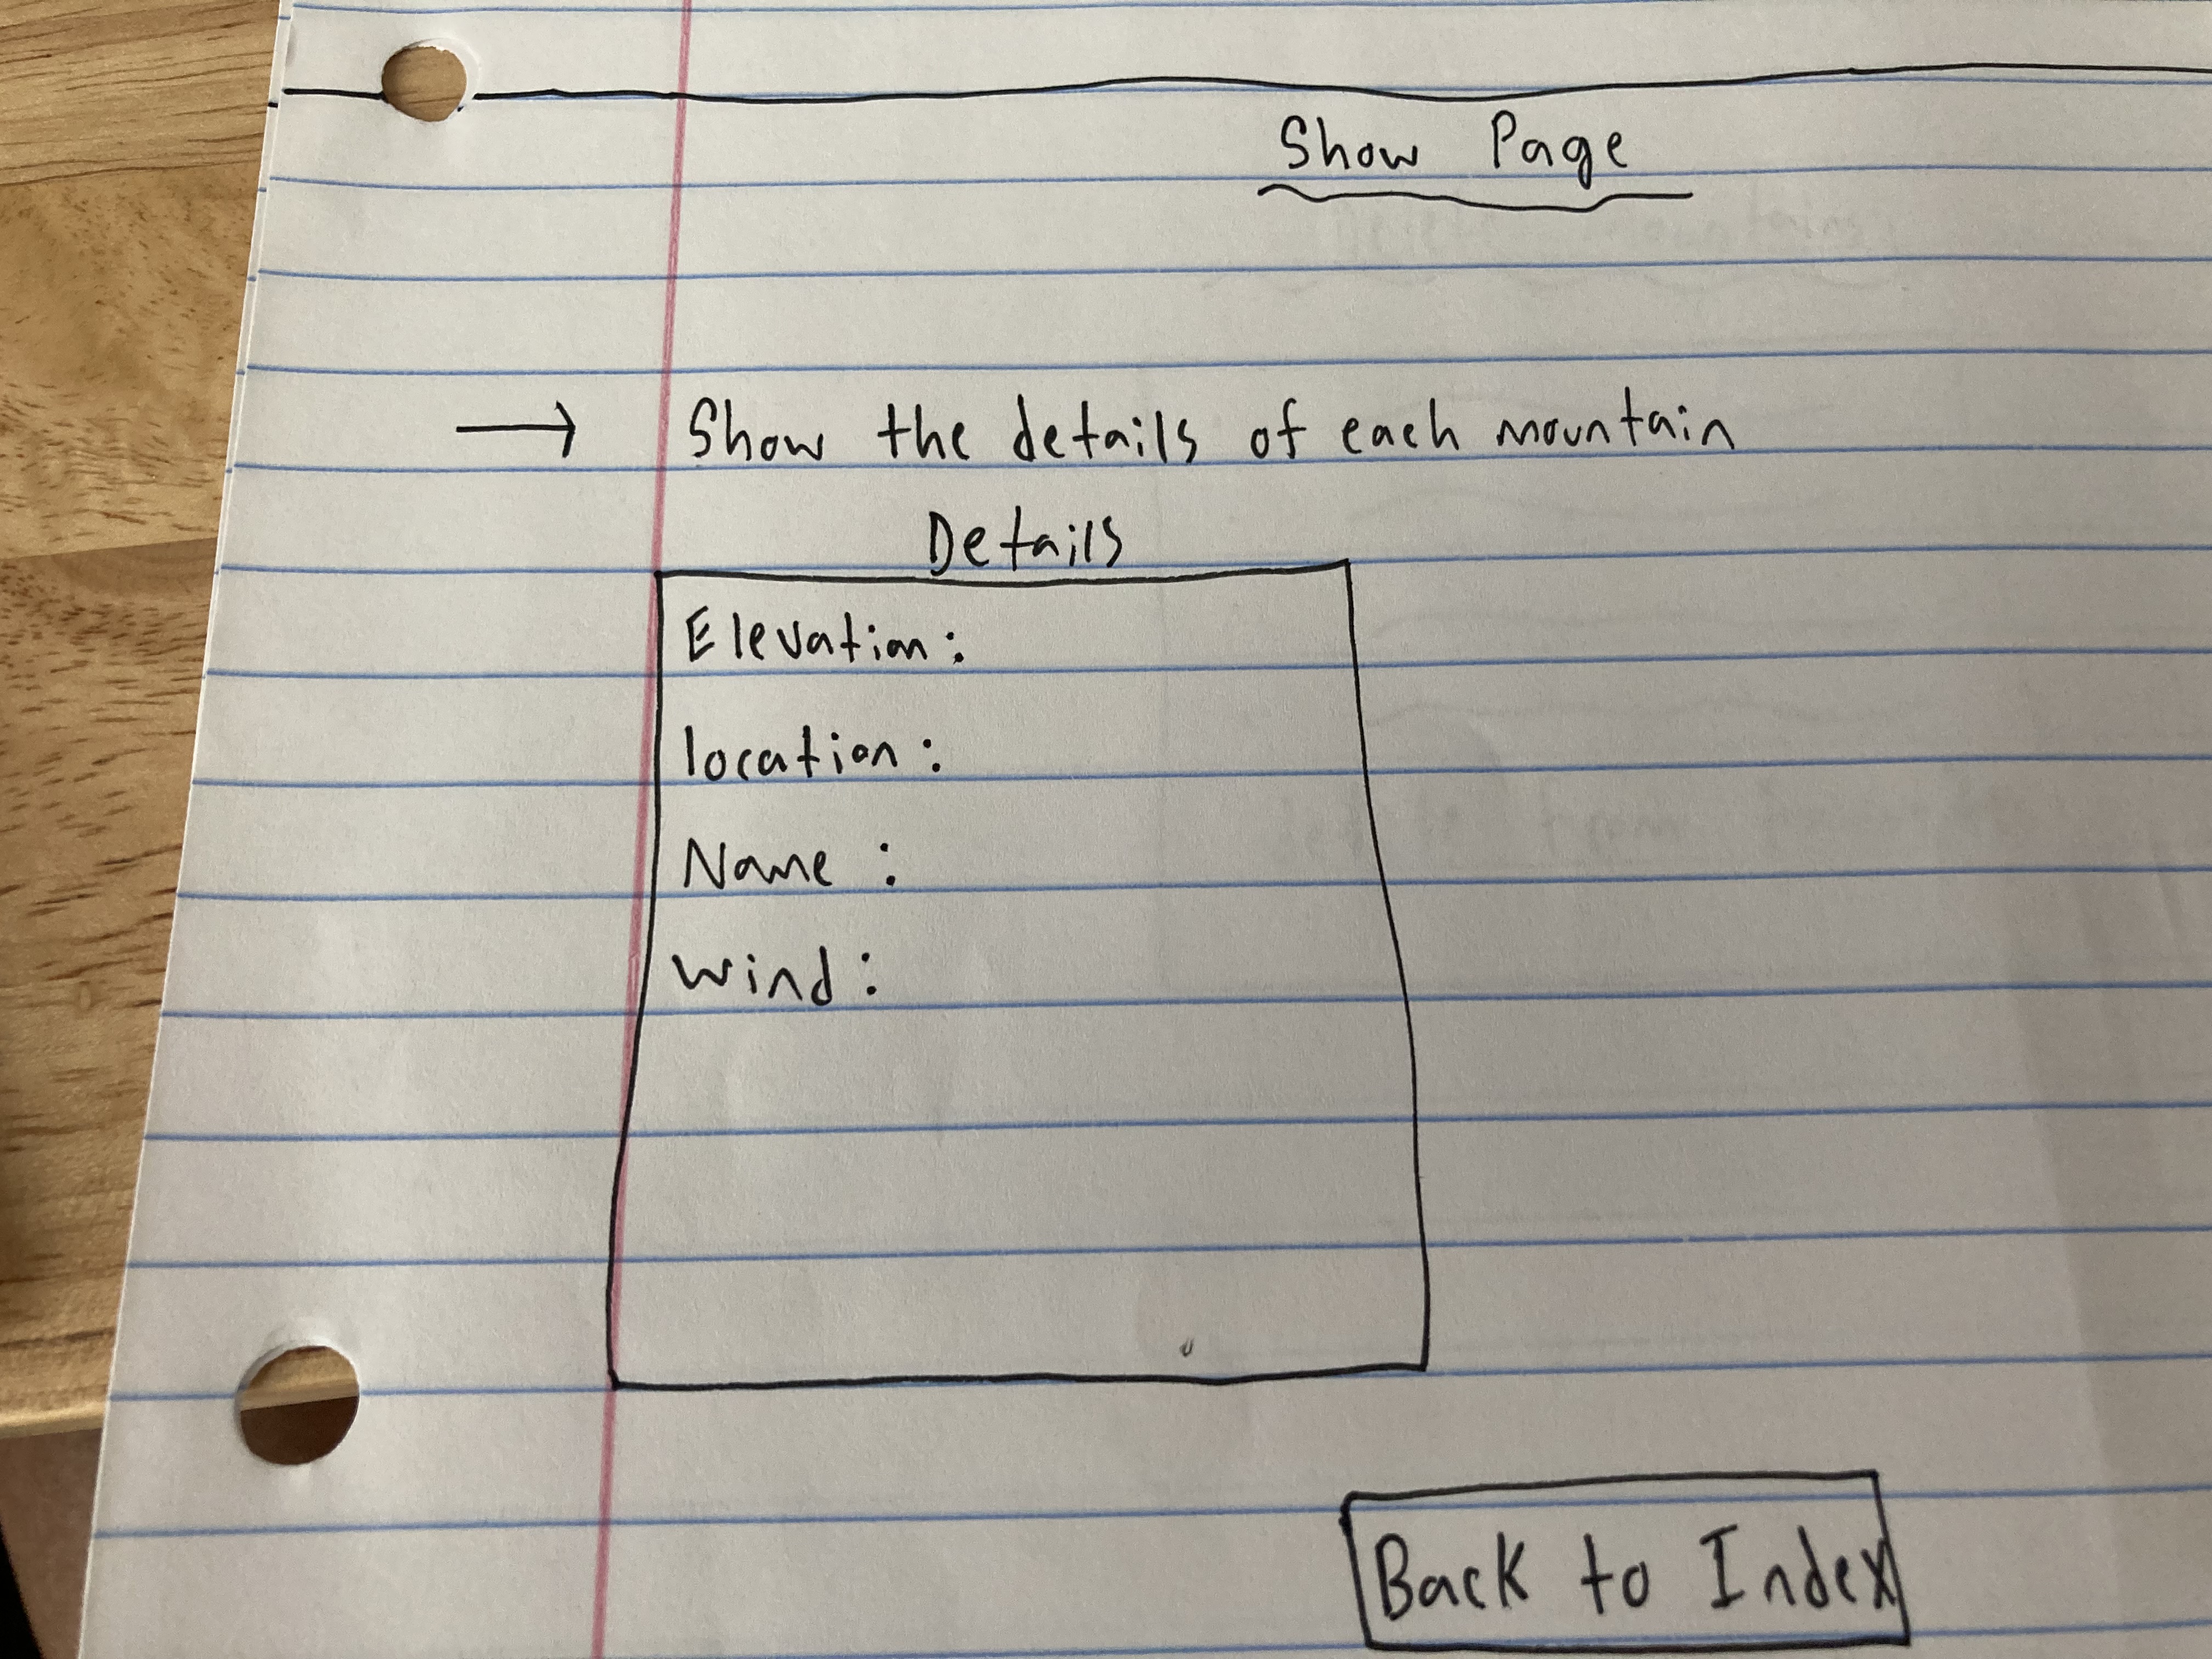 Show Page
→ Show the details of each mountain
Details
Elevation:
location:
Name:
wind:
Back to Index